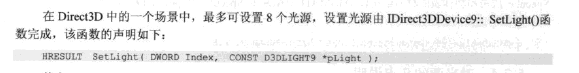 在 Direct3D 中的一个场景中，最多可设置 8 个光源，设置光源由 IDirect3DDevice9:: SetLight()函
数完成，该函数的声明如下：
HRESULT SetLight( DWORD Index, CONST D3DLIGHT9 *pLight );